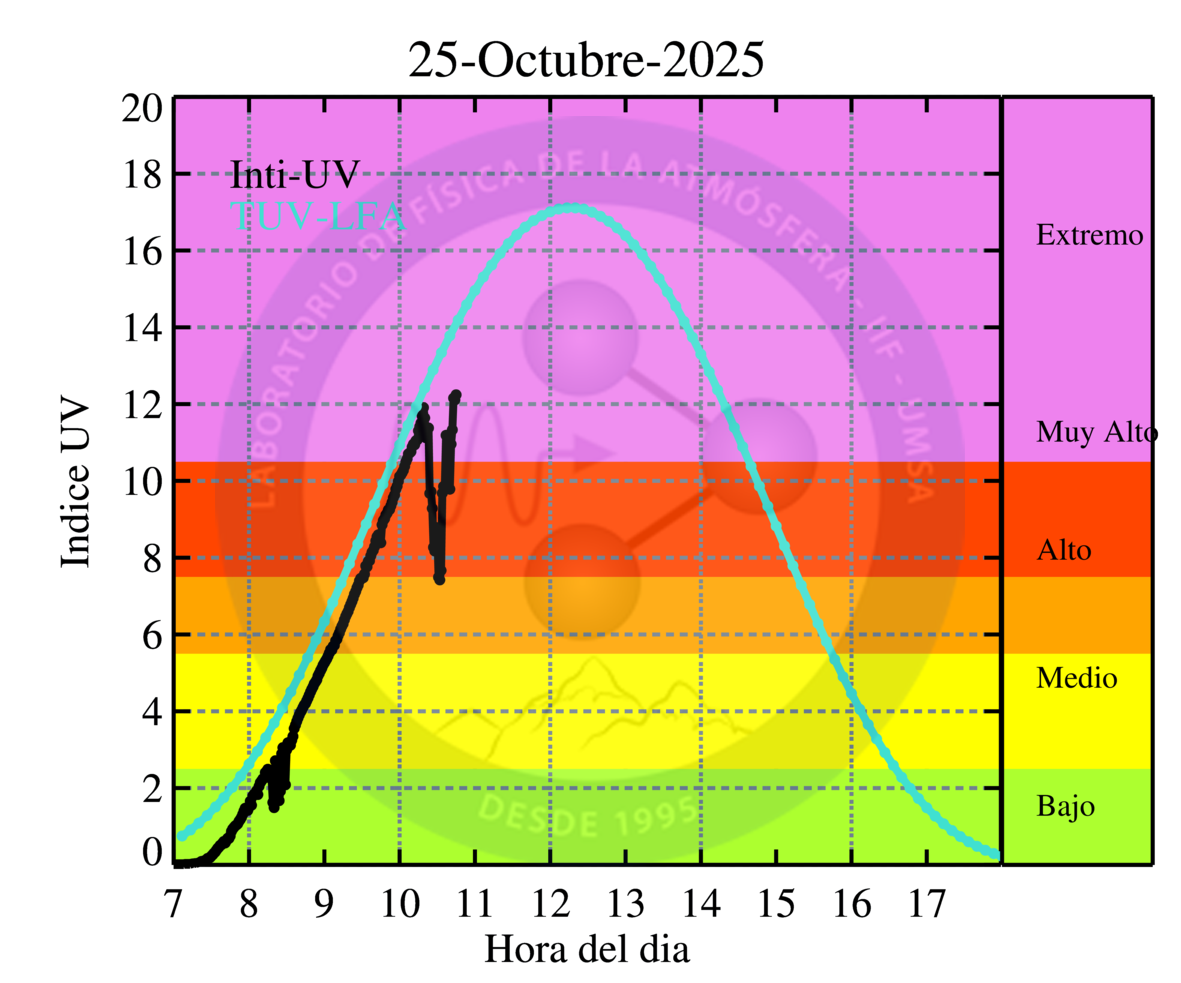 25-Octubre-2025
Inti-UV
TUV-LFA
LABORATORIO DE FÍSICA DE LA ATMÓSFERA - IIF - UMSA
DESDE 1995
Indice UV
20
18
16
14
12
10
8
6
4
2
0
7 8 9 10 11 12 13 14 15 16 17
Hora del dia
Extremo
Muy Alto
Alto
Medio
Bajo